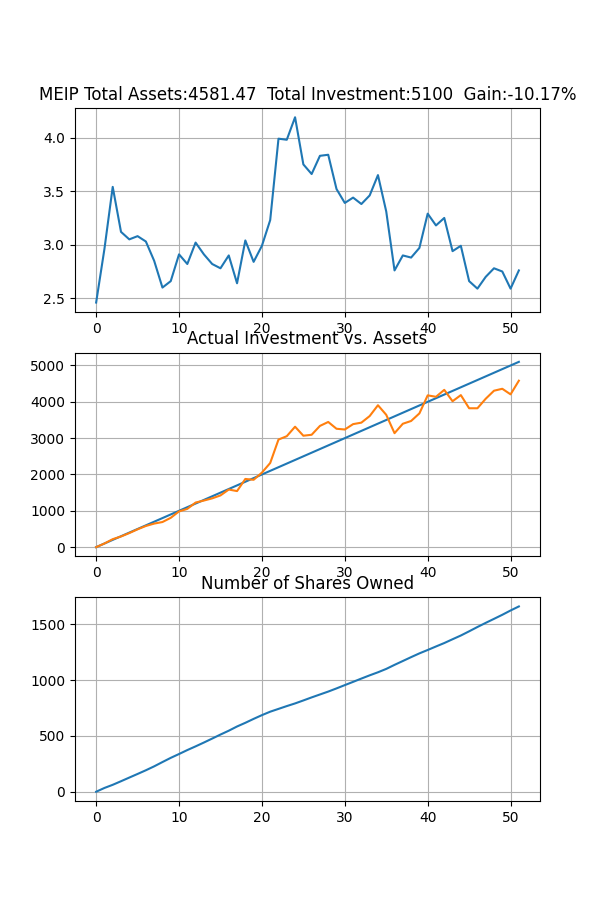 MEIP Total Assets:4581.47  Total Investment:5100  Gain:-10.17%
4.0
3.5
3.0
2.5
0 10 20 30 40 50
Actual Investment vs. Assets
5000
4000
3000
2000
1000
0
0 10 20 30 40 50
Number of Shares Owned
1500
1000
500
0
0 10 20 30 40 50